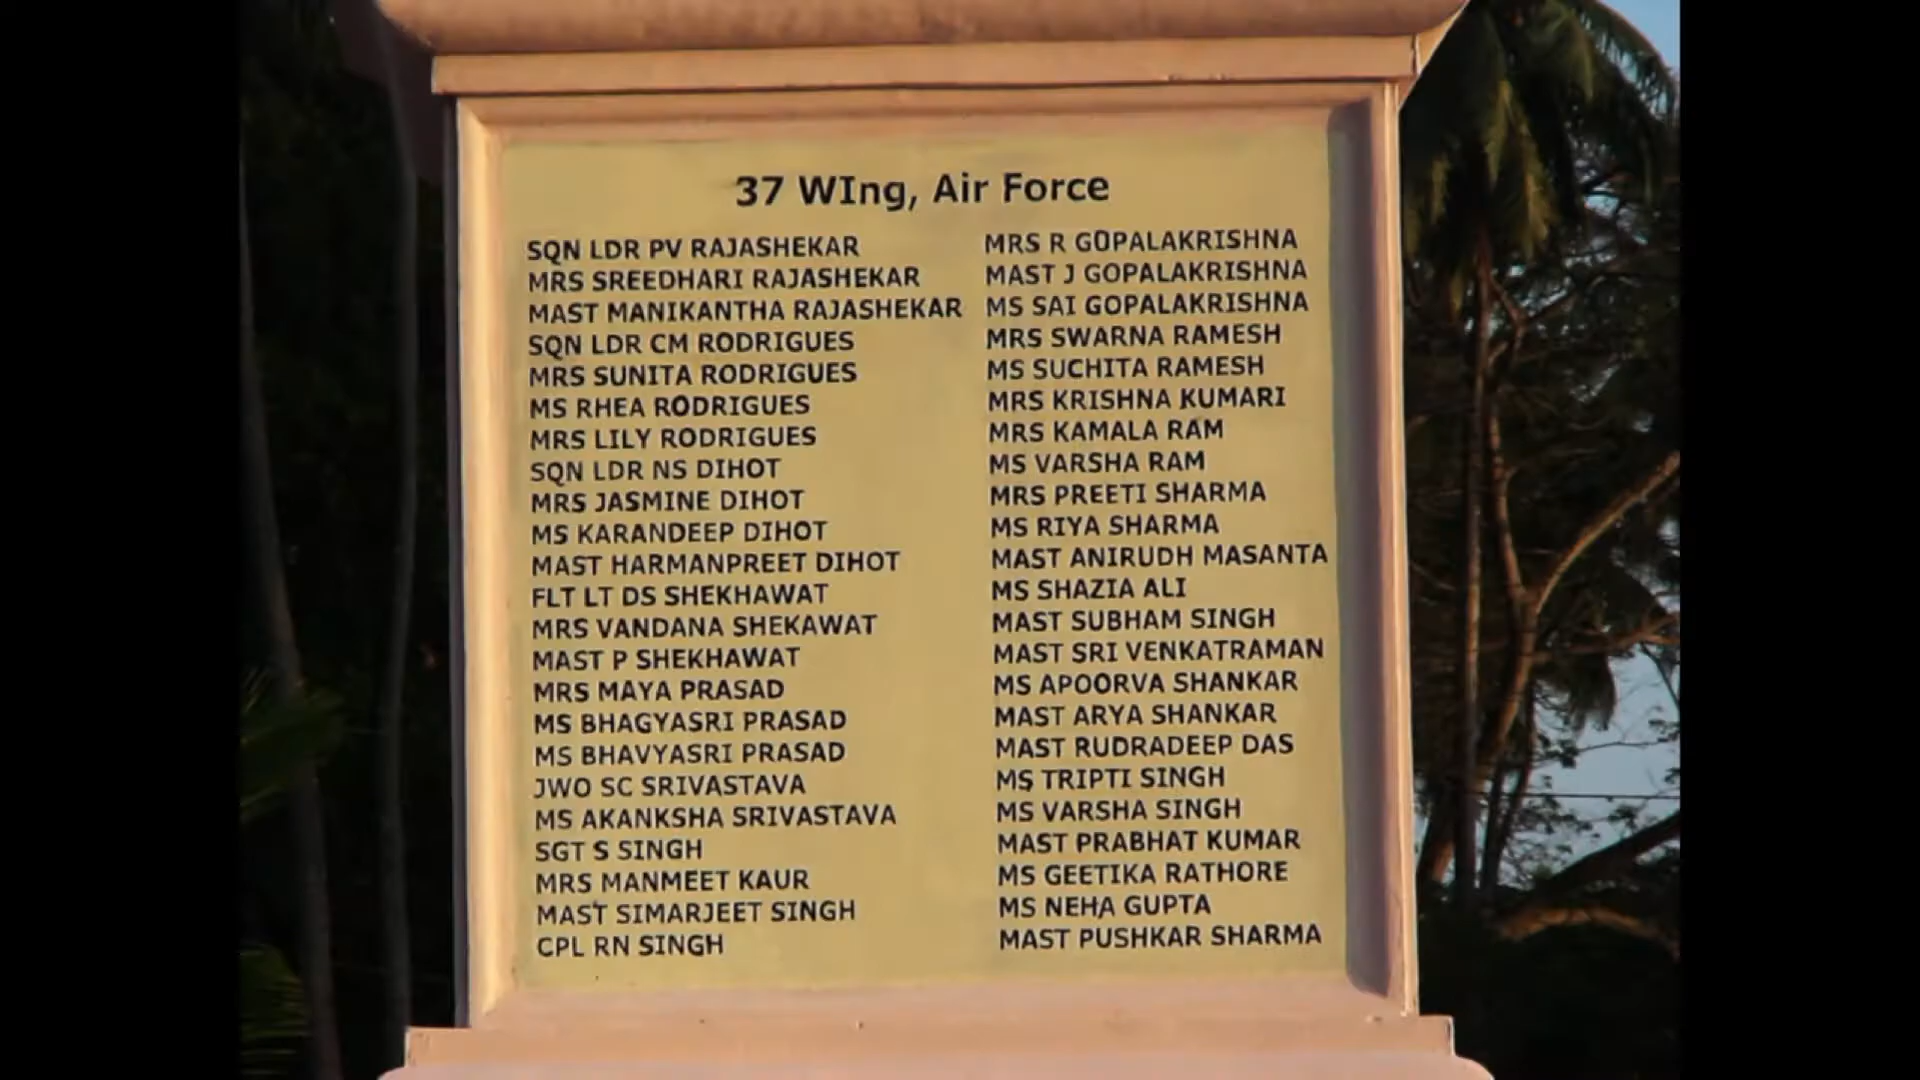 37 WIng, Air Force
SQN LDR PV RAJASHEKAR
MRS SREEDHARI RAJASHEKAR
MAST MANIKANTHA RAJASHEKAR
SQN LDR CM RODRIGUES
MRS SUNITA RODRIGUES
MS RHEA RODRIGUES
MRS LILY RODRIGUES
SQN LDR NS DIHOT
MRS JASMINE DIHOT
MS KARANDEEP DIHOT
MAST HARMANPREET DIHOT
FLT LT DS SHEKHAWAT
MRS VANDANA SHEKAWAT
MAST P SHEKHAWAT
MRS MAYA PRASAD
MS BHAGYASRI PRASAD
MS BHAVYASRI PRASAD
JWO SC SRIVASTAVA
MS AKANKSHA SRIVASTAVA
SGT S SINGH
MRS MANMEET KAUR
MAST SIMARJEET SINGH
CPL RN SINGH
MRS R GOPALAKRISHNA
MAST J GOPALAKRISHNA
MS SAI GOPALAKRISHNA
MRS SWARNA RAMESH
MS SUCHITA RAMESH
MRS KRISHNA KUMARI
MRS KAMALA RAM
MS VARSHA RAM
MRS PREETI SHARMA
MS RIYA SHARMA
MAST ANIRUDH MASANTA
MS SHAZIA ALI
MAST SUBHAM SINGH
MAST SRI VENKATRAMAN
MS APOORVA SHANKAR
MAST ARYA SHANKAR
MAST RUDRADEEP DAS
MS TRIPTI SINGH
MS VARSHA SINGH
MAST PRABHAT KUMAR
MS GEETIKA RATHORE
MS NEHA GUPTA
MAST PUSHKAR SHARMA